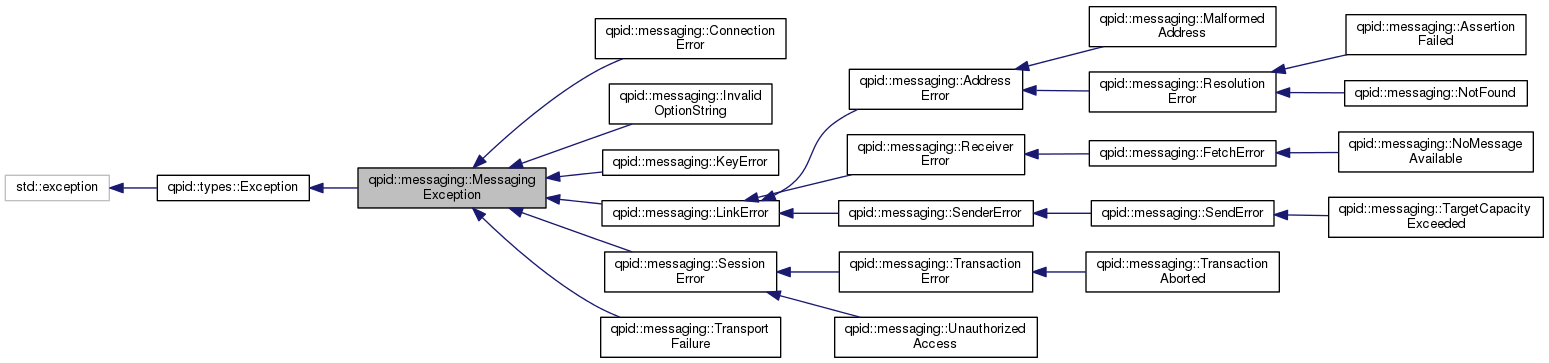 std::exception
qpid::types::Exception
qpid::messaging::Messaging
Exception
qpid::messaging::Connection
Error
qpid::messaging::Invalid
OptionString
qpid::messaging::KeyError
qpid::messaging::LinkError
qpid::messaging::Session
Error
qpid::messaging::Transport
Failure
qpid::messaging::Address
Error
qpid::messaging::Receiver
Error
qpid::messaging::SenderError
qpid::messaging::Transaction
Error
qpid::messaging::Unauthorized
Access
qpid::messaging::Malformed
Address
qpid::messaging::Resolution
Error
qpid::messaging::FetchError
qpid::messaging::SendError
qpid::messaging::Transaction
Aborted
qpid::messaging::Assertion
Failed
qpid::messaging::NotFound
qpid::messaging::NoMessage
Available
qpid::messaging::TargetCapacity
Exceeded